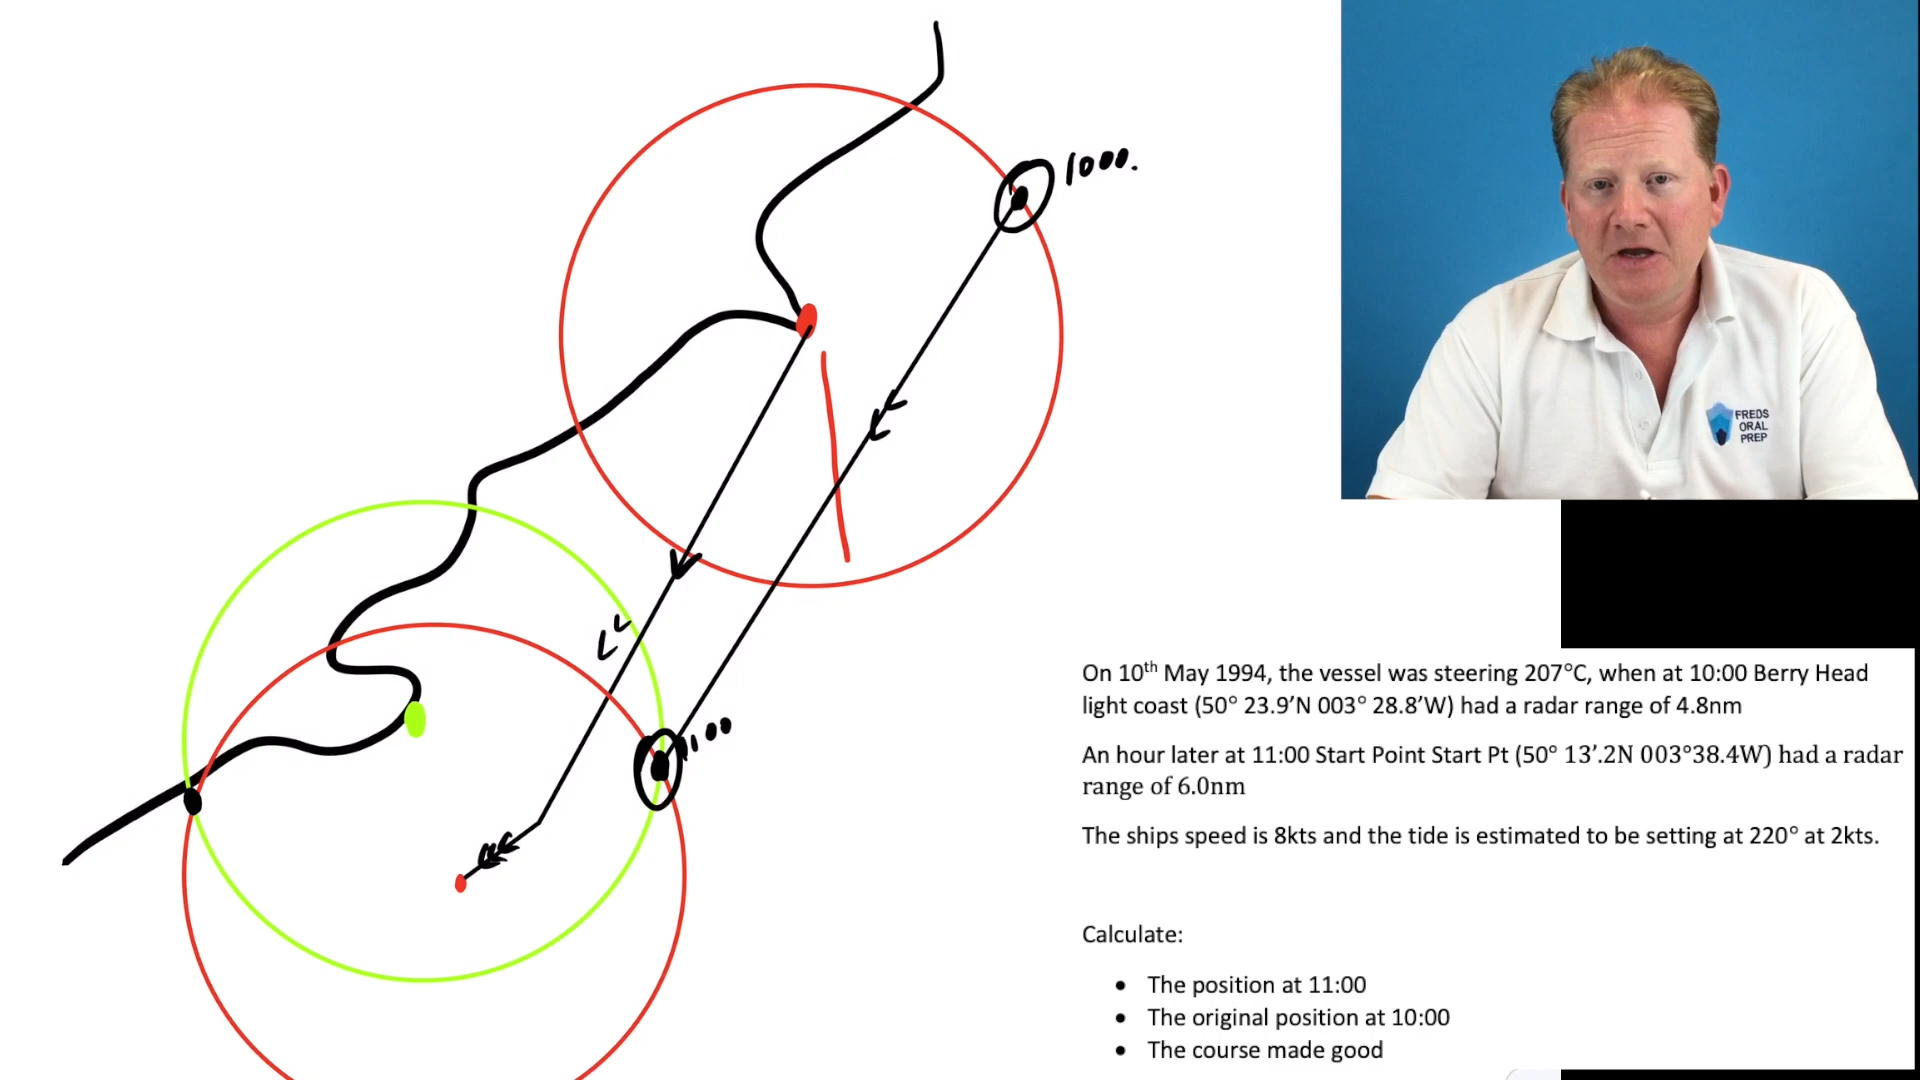 1000.
1100
FREDS
ORAL
PREP
On 10th May 1994, the vessel was steering 207°C, when at 10:00 Berry Head
light coast (50° 23.9’N 003° 28.8’W) had a radar range of 4.8nm
An hour later at 11:00 Start Point Start Pt (50° 13’.2N 003°38.4W) had a radar
range of 6.0nm
The ships speed is 8kts and the tide is estimated to be setting at 220° at 2kts.
Calculate:
• The position at 11:00
• The original position at 10:00
• The course made good